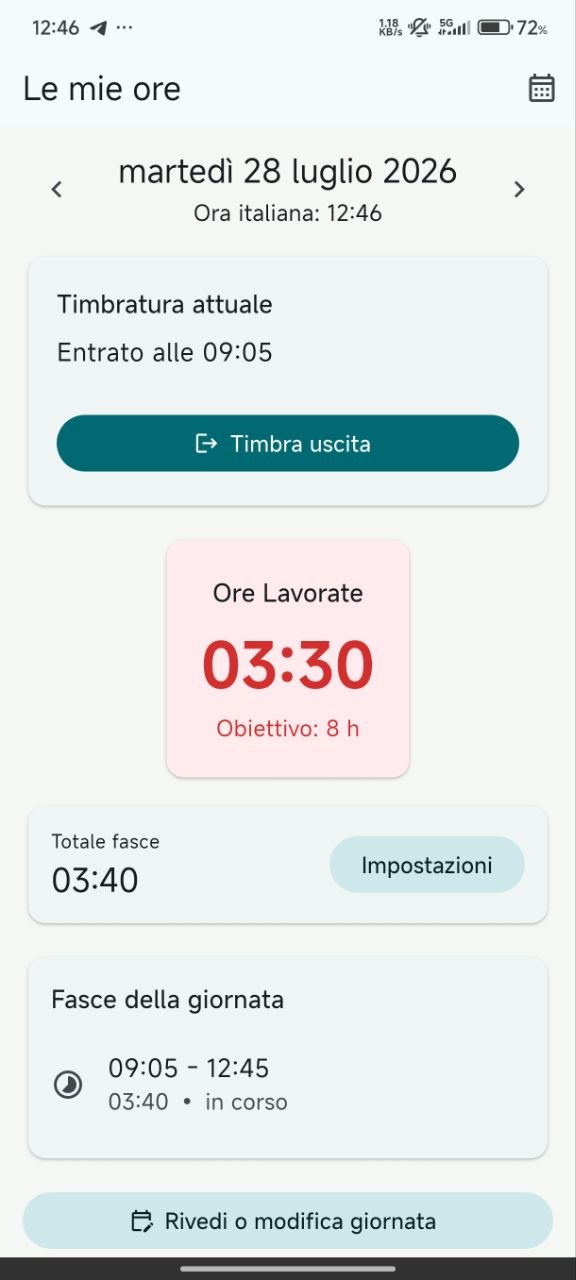 12:46 ...
1.18 KB/s 5G 72%
Le mie ore
martedì 28 luglio 2026
Ora italiana: 12:46
Timbratura attuale
Entrato alle 09:05
Timbra uscita
Ore Lavorate
03:30
Obiettivo: 8 h
Totale fasce
03:40
Impostazioni
Fasce della giornata
09:05 - 12:45
03:40 • in corso
Rivedi o modifica giornata